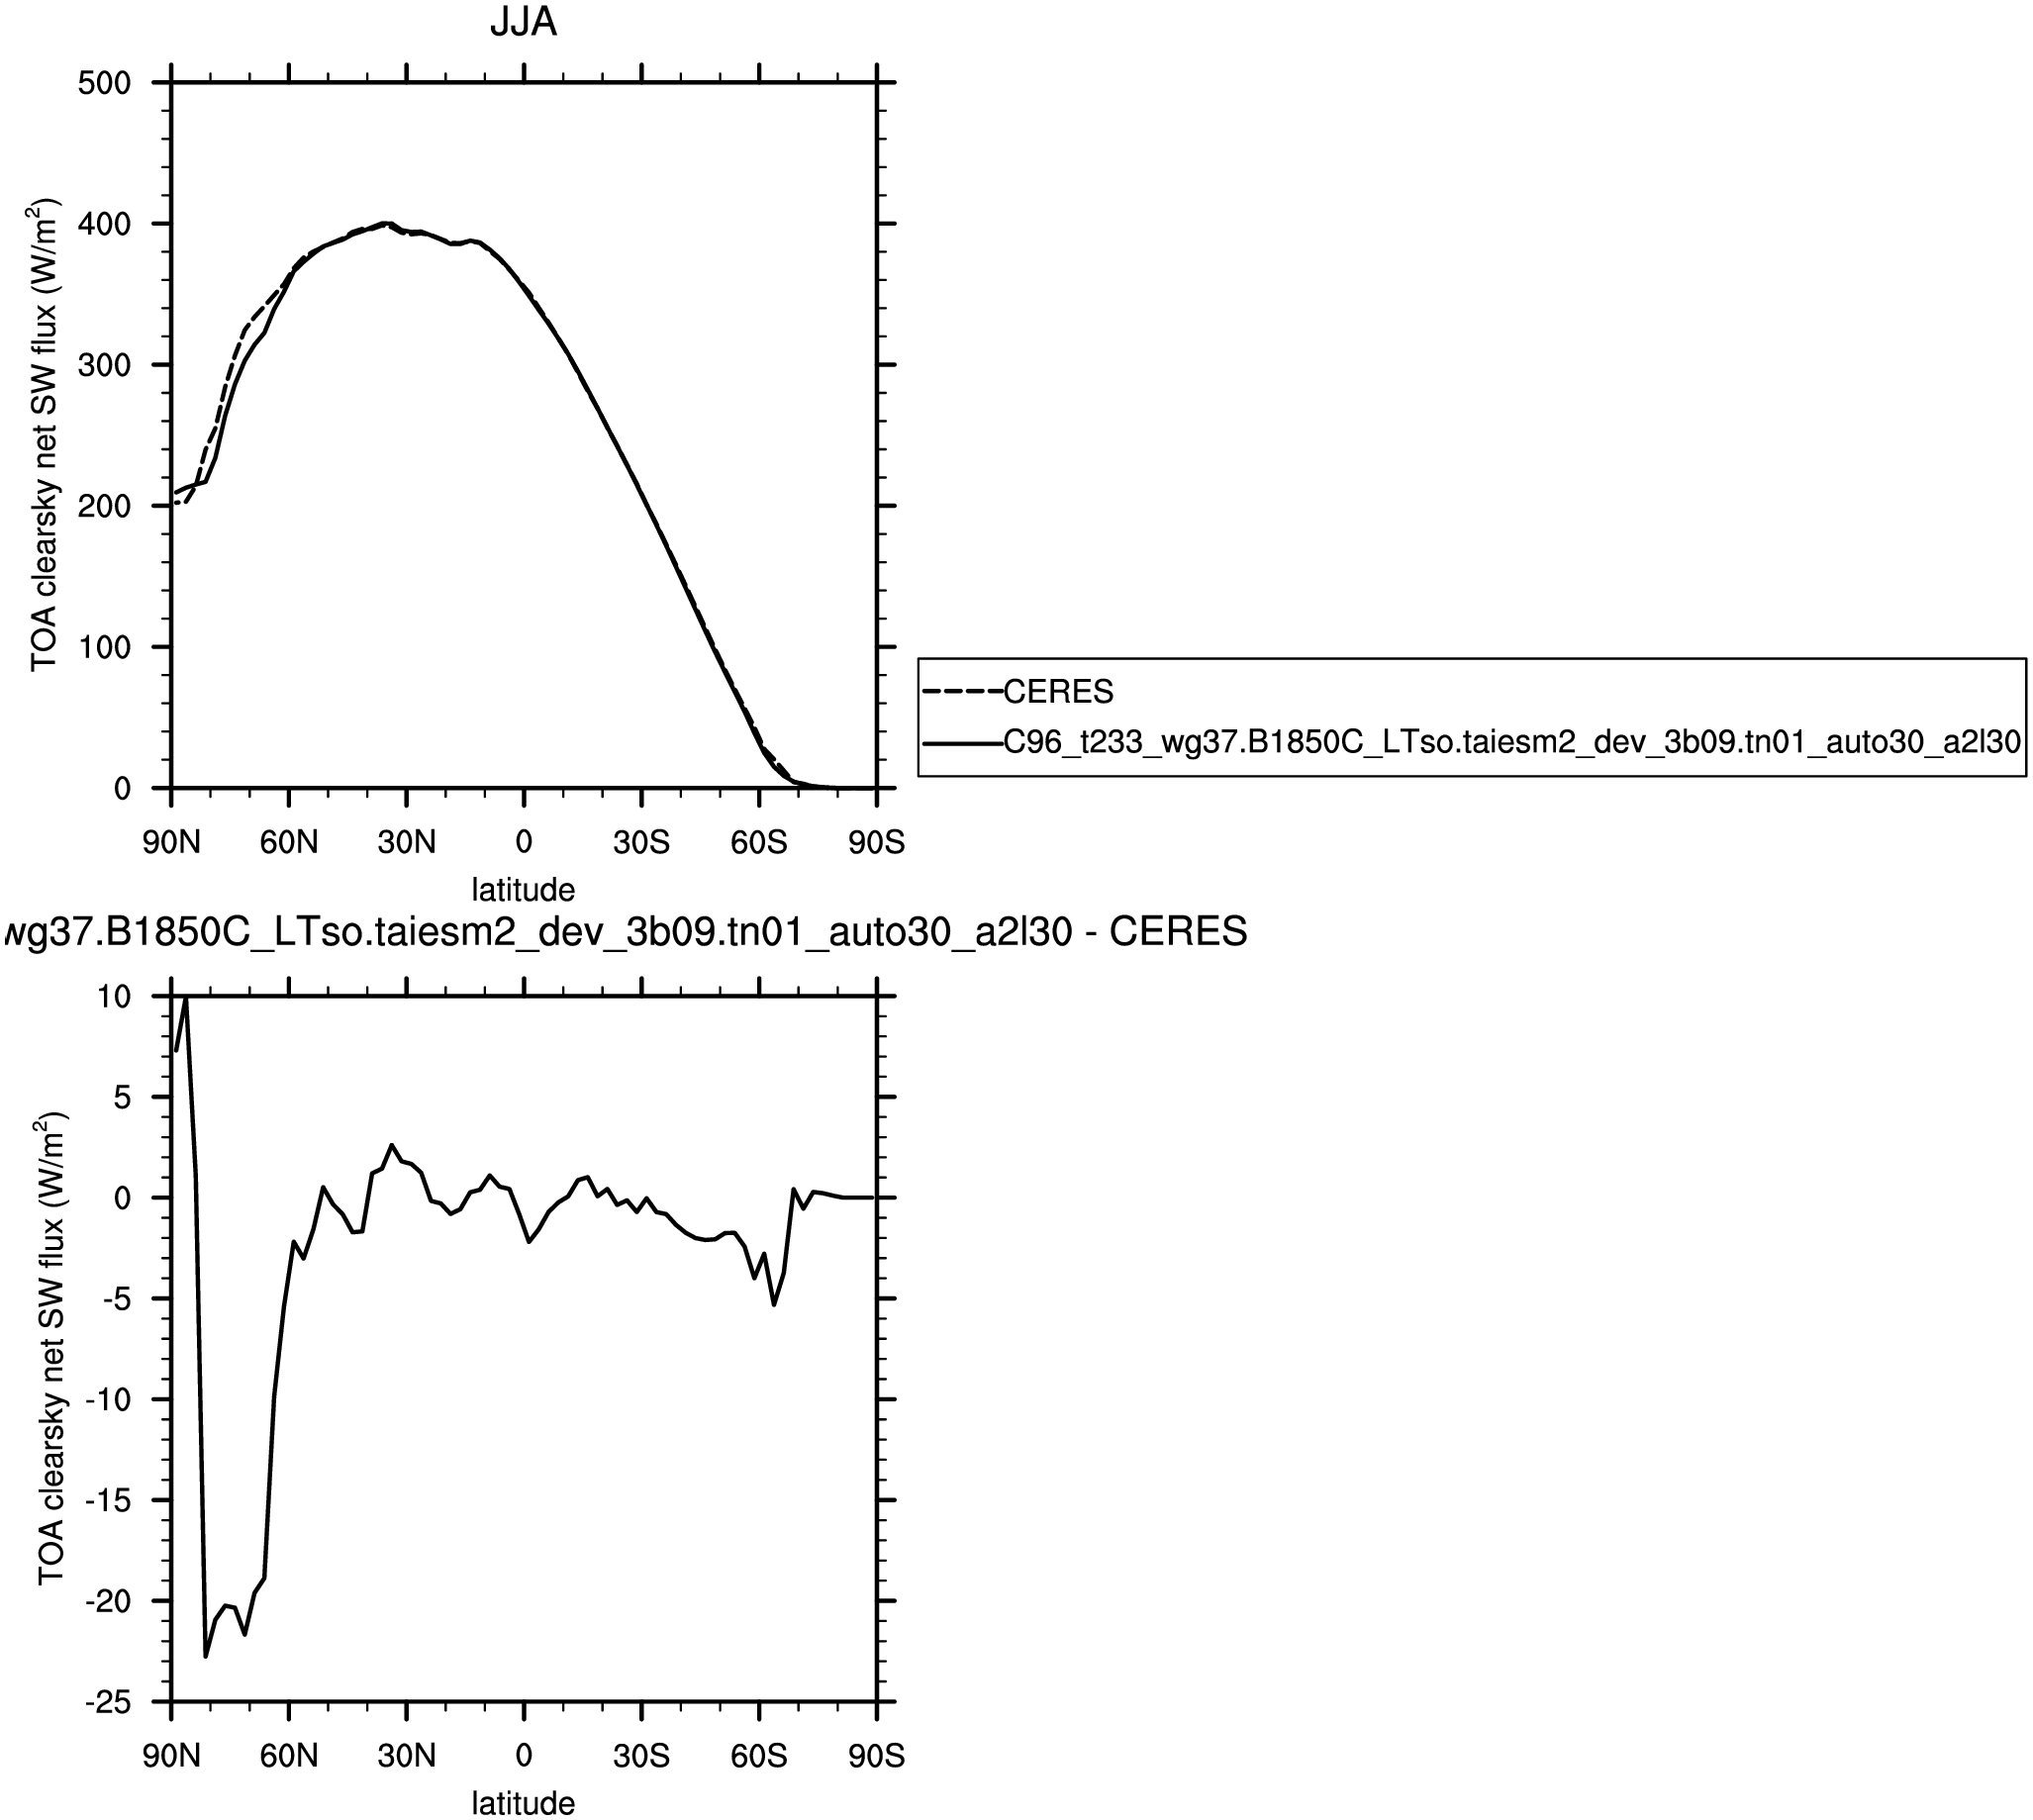 JJA
500
400
300
200
100
0
TOA clearsky net SW flux (W/m²)
90N 60N 30N 0 30S 60S 90S
latitude
CERES
C96_t233_wg37.B1850C_LTso.taiesm2_dev_3b09.tn01_auto30_a2l30
wg37.B1850C_LTso.taiesm2_dev_3b09.tn01_auto30_a2l30 - CERES
10
5
0
-5
-10
-15
-20
-25
TOA clearsky net SW flux (W/m²)
90N 60N 30N 0 30S 60S 90S
latitude